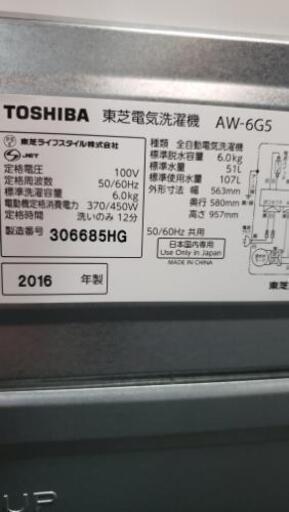 TOSHIBA 東芝電気洗濯機 AW-6G5
東芝ライフスタイル株式会社
JET
定格電圧 100V
定格周波数 50/60Hz
標準洗濯容量 6.0kg
電動機定格消費電力 370/450W
定格時間 洗いのみ 12分
製造番号 306685HG
2016 年製
種類 全自動電気洗濯機
標準脱水容量 6.0kg
標準水量 51L
標準使用水量 107L
外形寸法 幅 563mm
奥行 580mm
高さ 957mm
50/60Hz 共用
日本国内専用
Use Only in Japan
MADE IN CHINA
東芝
UP